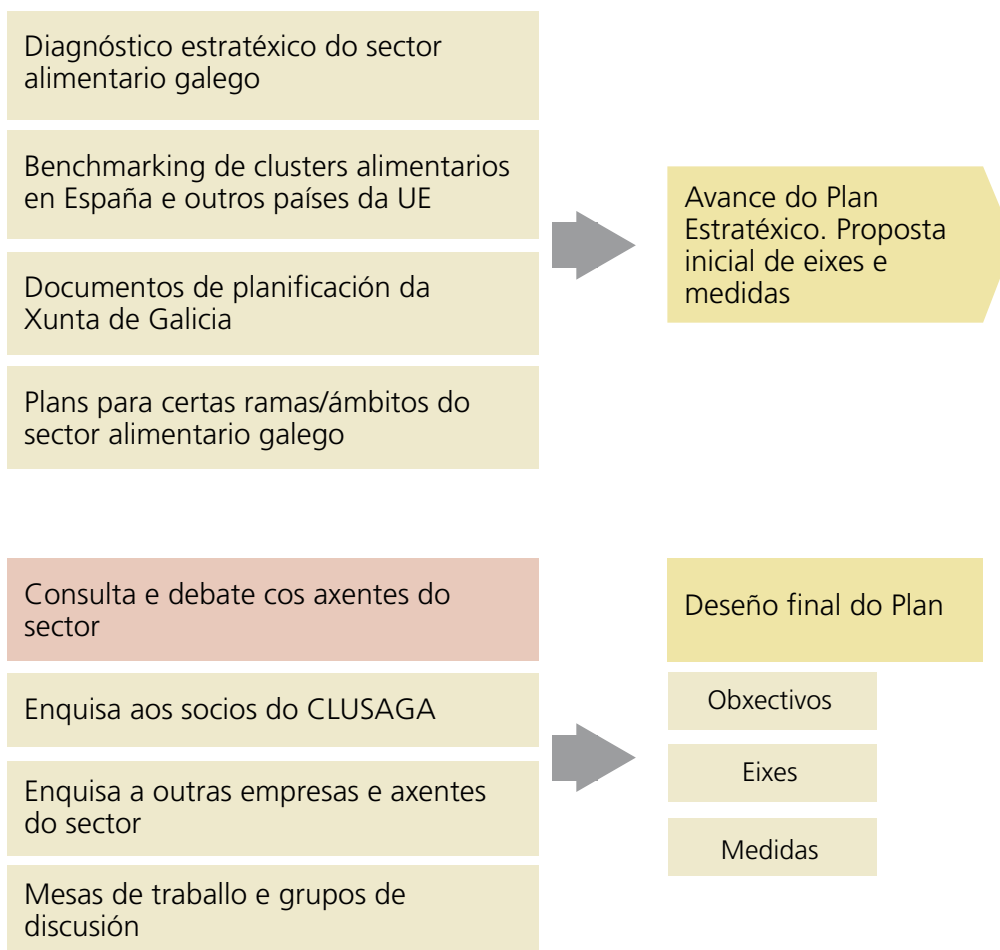 Diagnóstico estratéxico do sector
alimentario galego
Benchmarking de clusters alimentarios
en España e outros países da UE
Documentos de planificación da
Xunta de Galicia
Plans para certas ramas/ámbitos do
sector alimentario galego
Avance do Plan
Estratéxico. Proposta
inicial de eixes e
medidas
Consulta e debate cos axentes do
sector
Enquisa aos socios do CLUSAGA
Enquisa a outras empresas e axentes
do sector
Mesas de traballo e grupos de
discusión
Deseño final do Plan
Obxectivos
Eixes
Medidas